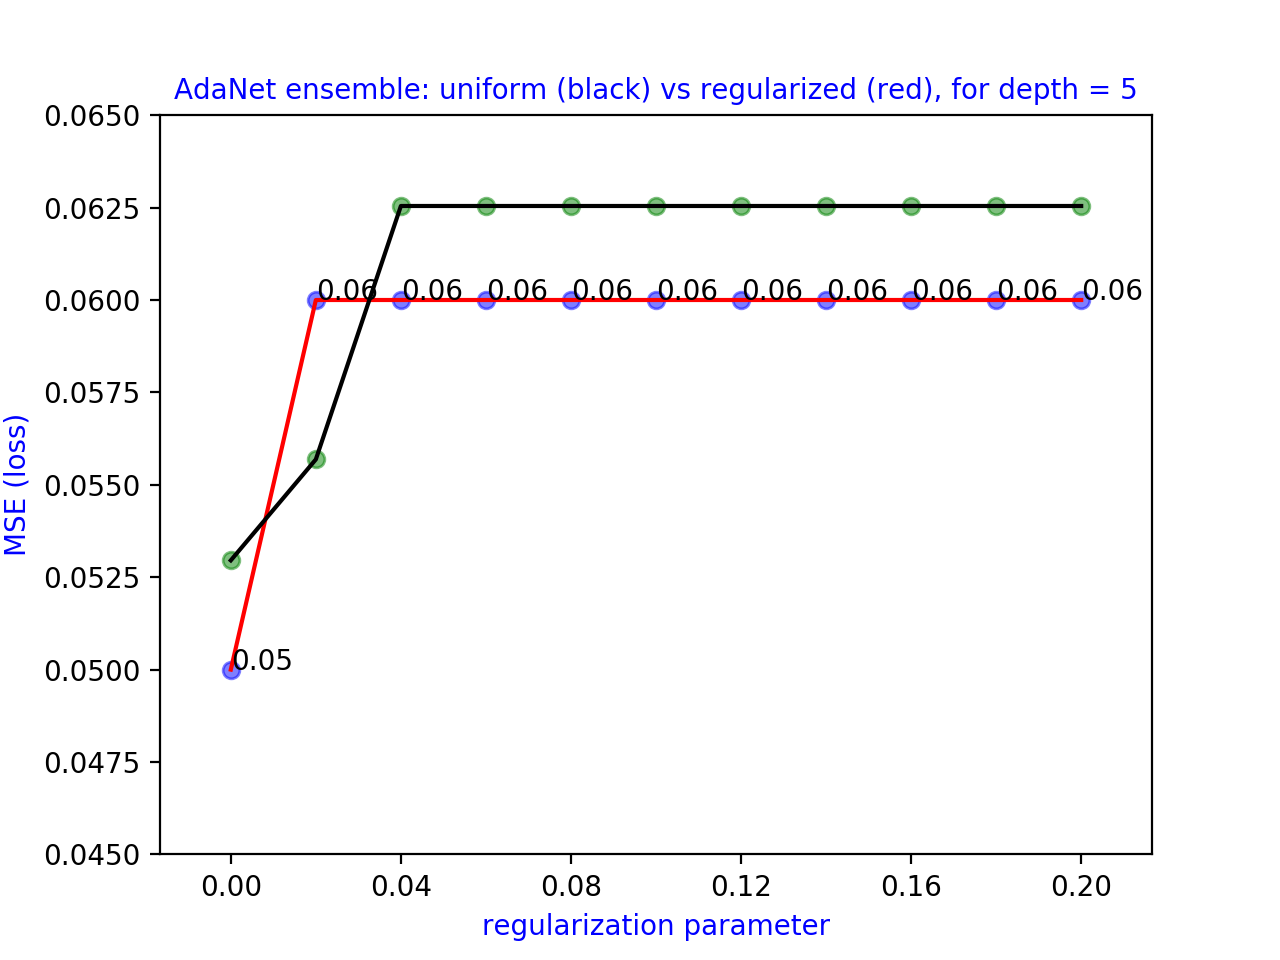 AdaNet ensemble: uniform (black) vs regularized (red), for depth = 5
0.0650
0.0625
0.0600
0.0575
0.0550
0.0525
0.0500
0.0475
0.0450
MSE (loss)
0.06 0.06 0.06 0.06 0.06 0.06 0.06 0.06 0.06 0.06
0.05
0.00 0.04 0.08 0.12 0.16 0.20
regularization parameter